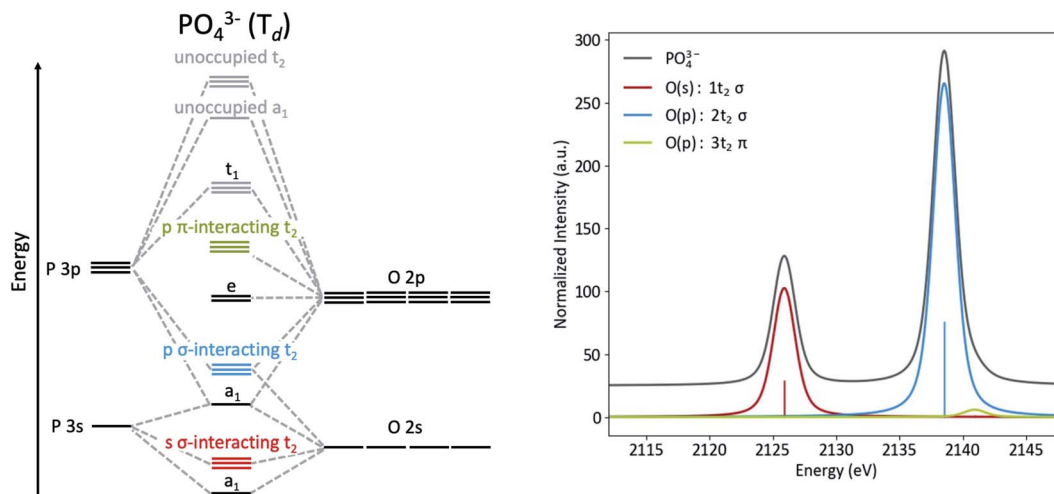 PO₄³⁻ (T_d)
unoccupied t₂
unoccupied a₁
t₁
p π-interacting t₂
P 3p
O 2p
e
p σ-interacting t₂
a₁
P 3s
O 2s
s σ-interacting t₂
a₁
Energy
300
250
200
150
100
50
0
Normalized Intensity (a.u.)
PO₄³⁻
O(s) : 1t₂ σ
O(p) : 2t₂ σ
O(p) : 3t₂ π
2115 2120 2125 2130 2135 2140 2145
Energy (eV)